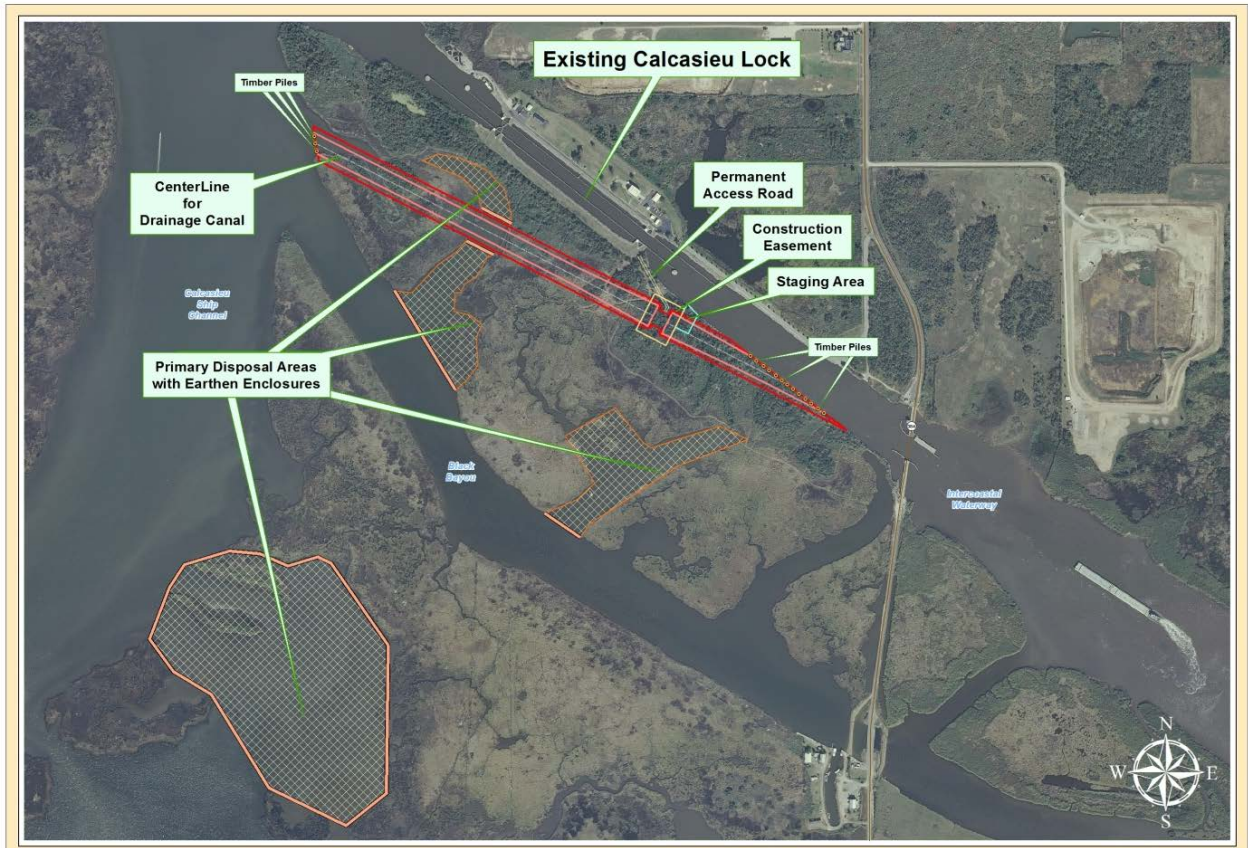 Existing Calcasieu Lock
Timber Piles
CenterLine
for
Drainage Canal
Permanent
Access Road
Construction
Easement
Staging Area
Calcasieu
Ship
Channel
Timber Piles
Primary Disposal Areas
with Earthen Enclosures
Black
Bayou
Intercoastal
Waterway
N
W
E
S